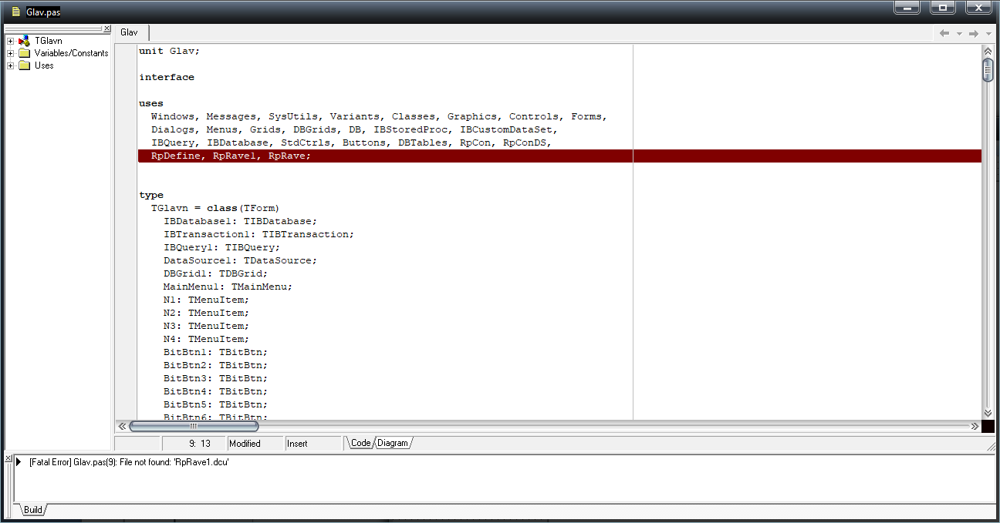 Glav.pas
TGlavn
Variables/Constants
Uses
Glav
unit Glav;
interface
uses
Windows, Messages, SysUtils, Variants, Classes, Graphics, Controls, Forms,
Dialogs, Menus, Grids, DBGrids, DB, IBStoredProc, IBCustomDataSet,
IBQuery, IBDatabase, StdCtrls, Buttons, DBTables, RpCon, RpConDS,
RpDefine, RpRave1, RpRave;
type
TGlavn = class(TForm)
IBDatabase1: TIBDatabase;
IBTransaction1: TIBTransaction;
IBQuery1: TIBQuery;
DataSource1: TDataSource;
DBGrid1: TDBGrid;
MainMenu1: TMainMenu;
N1: TMenuItem;
N2: TMenuItem;
N3: TMenuItem;
N4: TMenuItem;
BitBtn1: TBitBtn;
BitBtn2: TBitBtn;
BitBtn3: TBitBtn;
BitBtn4: TBitBtn;
BitBtn5: TBitBtn;
BitBtn6: TBitBtn;
9: 13 Modified Insert Code Diagram
[Fatal Error] Glav.pas(9): File not found: 'RpRave1.dcu'
Build